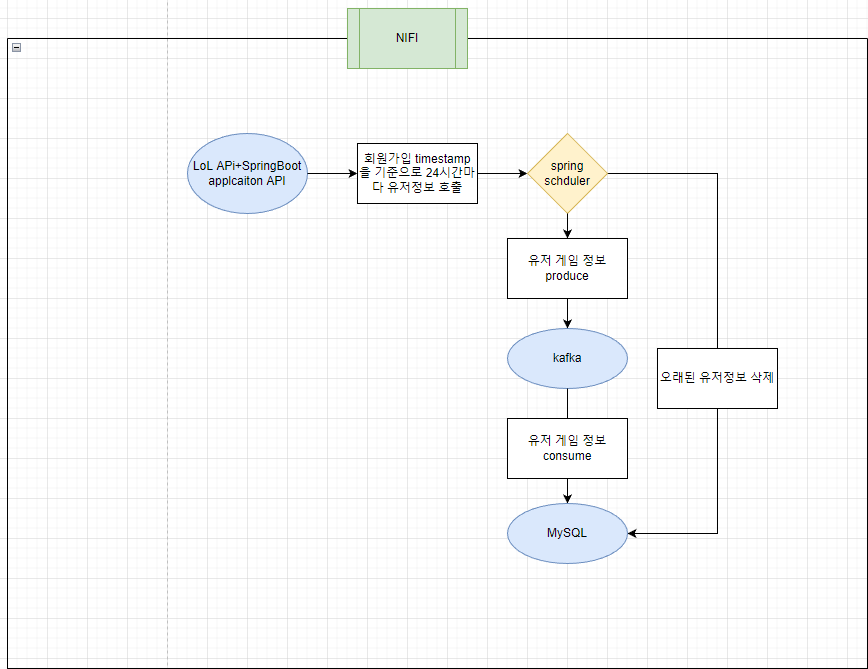 NIFI
LoL APi+SpringBoot
applcaiton API
회원가입 timestamp
을 기준으로 24시간마
다 유저정보 호출
spring
schduler
유저 게임 정보
produce
kafka
오래된 유저정보 삭제
유저 게임 정보
consume
MySQL